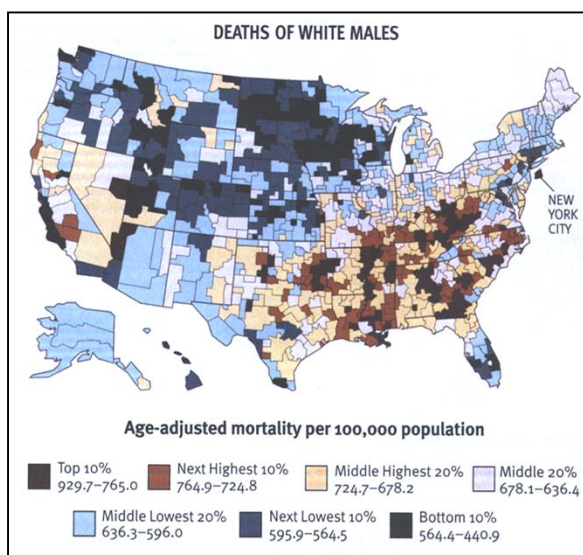 DEATHS OF WHITE MALES
NEW
YORK
CITY
Age-adjusted mortality per 100,000 population
Top 10%
929.7–765.0
Next Highest 10%
764.9–724.8
Middle Highest 20%
724.7–678.2
Middle 20%
678.1–636.4
Middle Lowest 20%
636.3–596.0
Next Lowest 10%
595.9–564.5
Bottom 10%
564.4–440.9